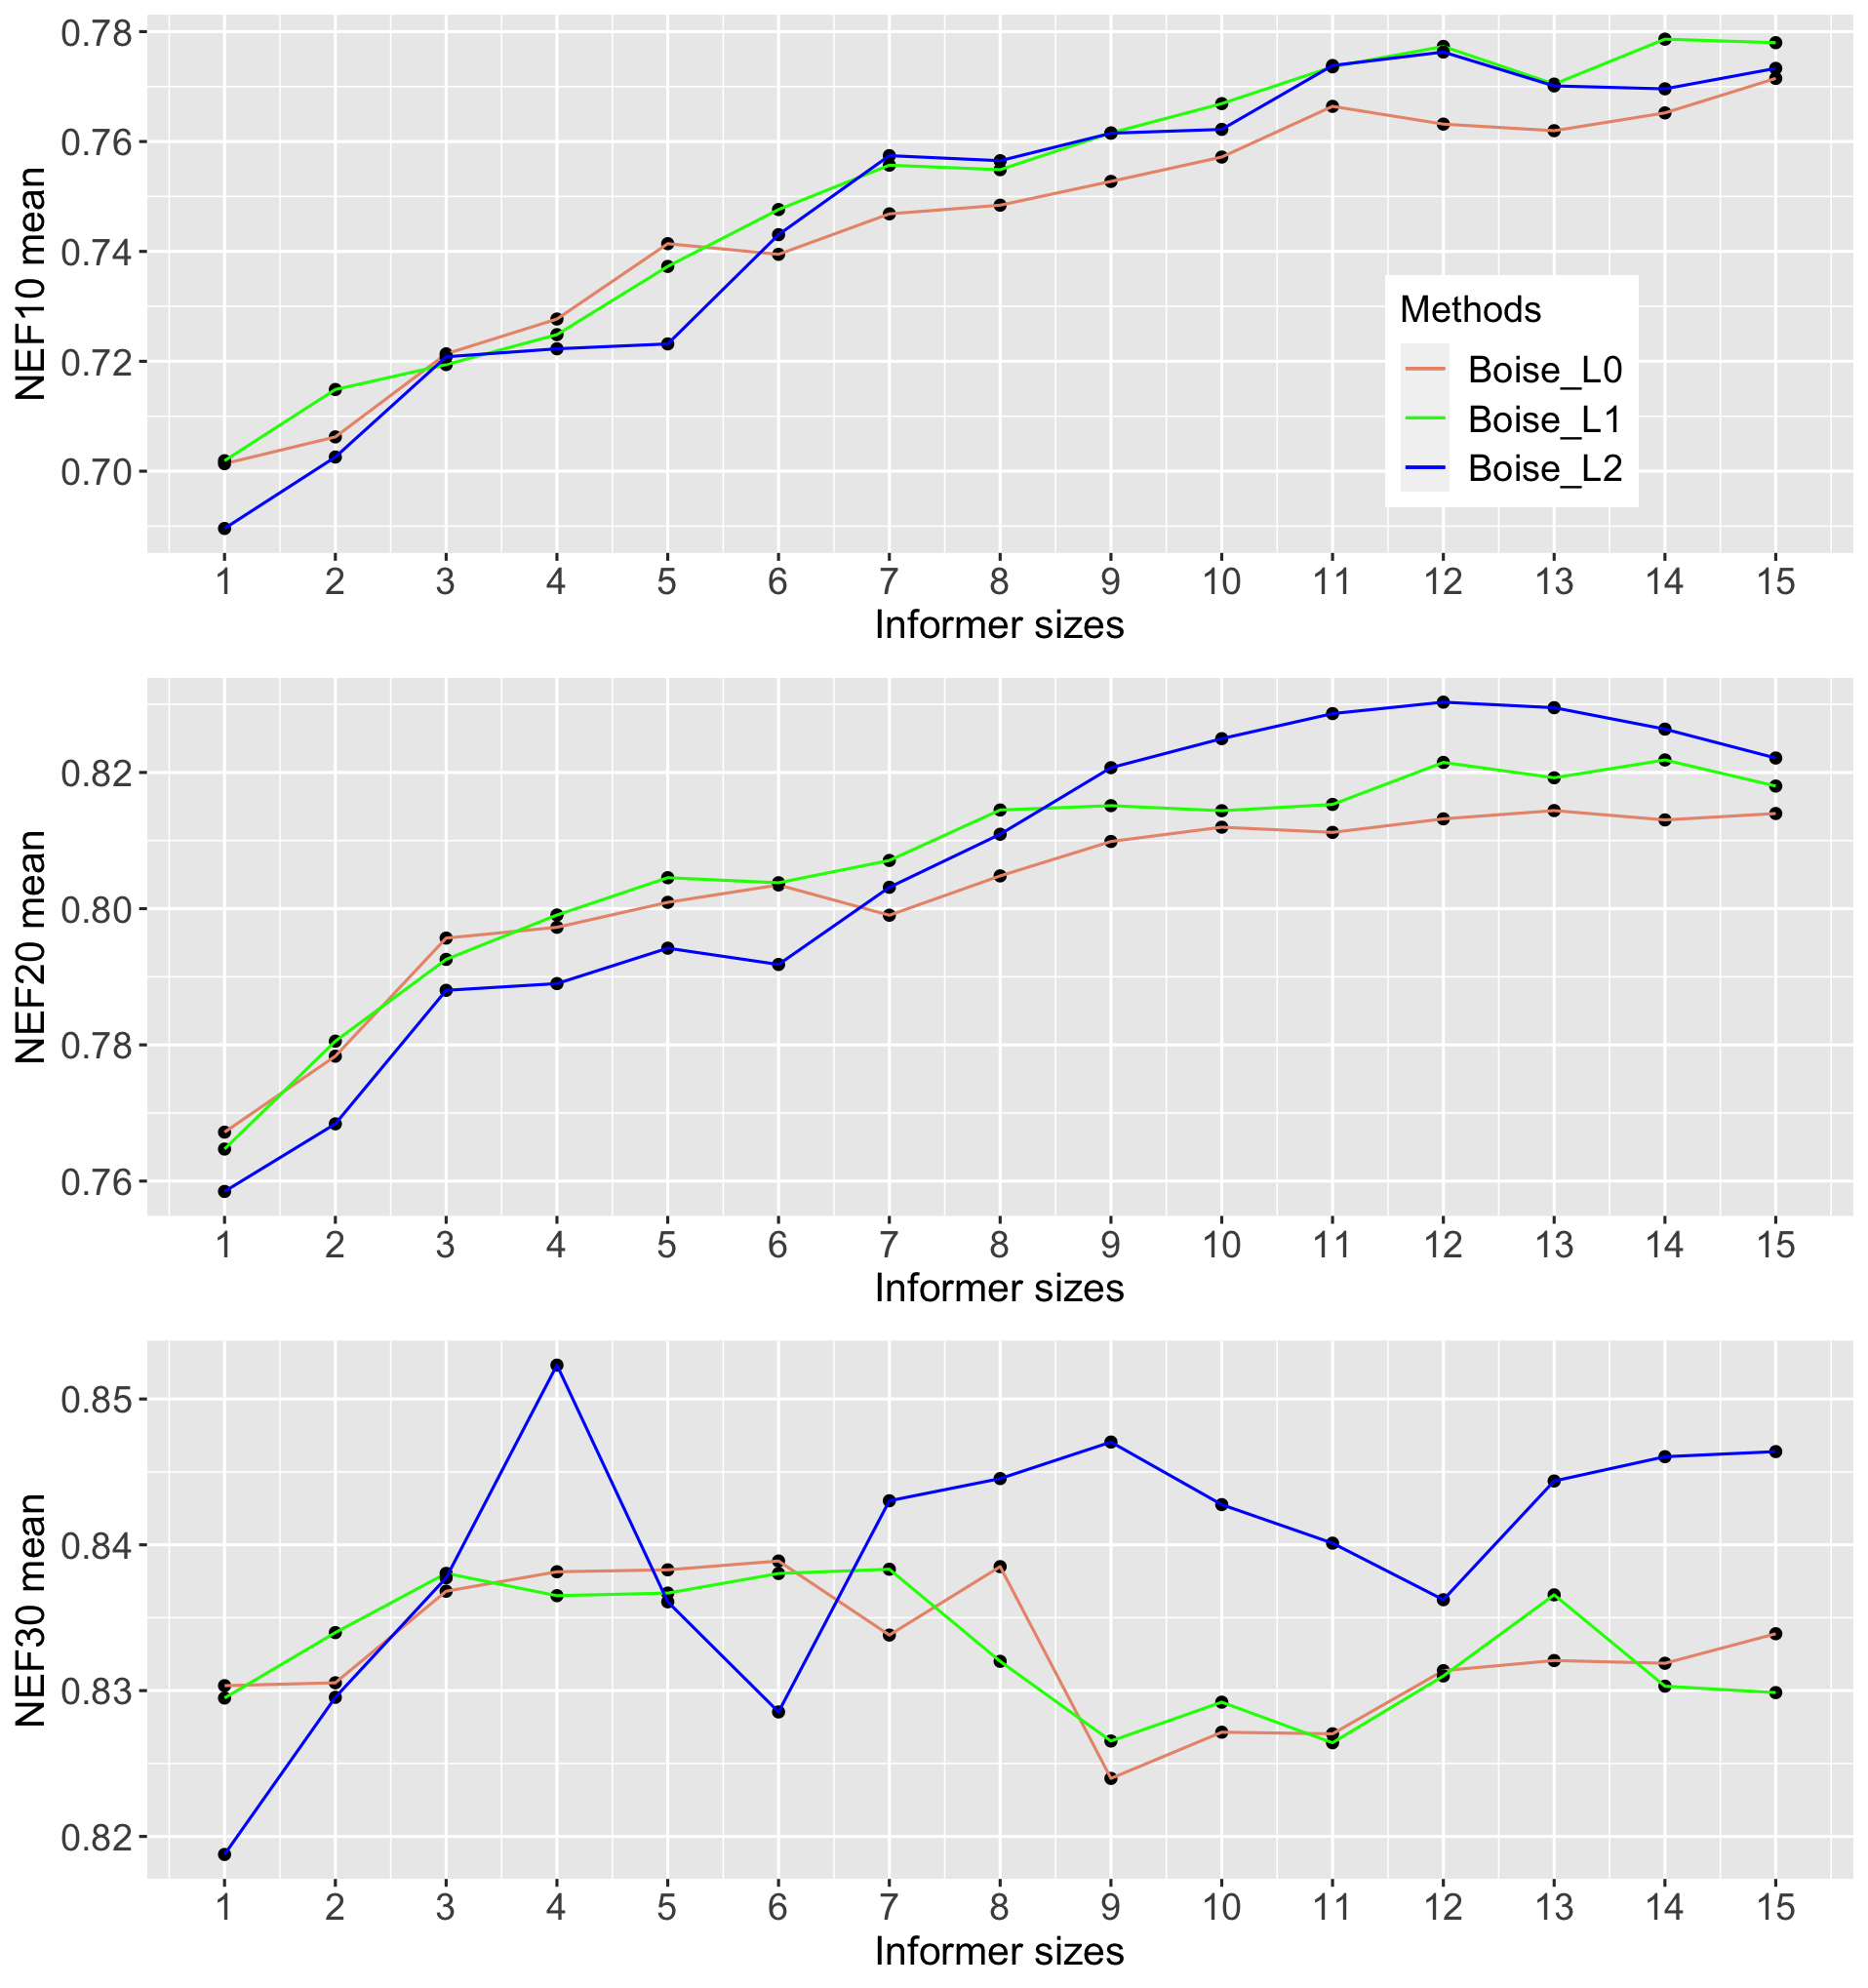 NEF10 mean
0.78
0.76
0.74
0.72
0.70
Methods
Boise_L0
Boise_L1
Boise_L2
1 2 3 4 5 6 7 8 9 10 11 12 13 14 15
Informer sizes
NEF20 mean
0.82
0.80
0.78
0.76
1 2 3 4 5 6 7 8 9 10 11 12 13 14 15
Informer sizes
NEF30 mean
0.85
0.84
0.83
0.82
1 2 3 4 5 6 7 8 9 10 11 12 13 14 15
Informer sizes